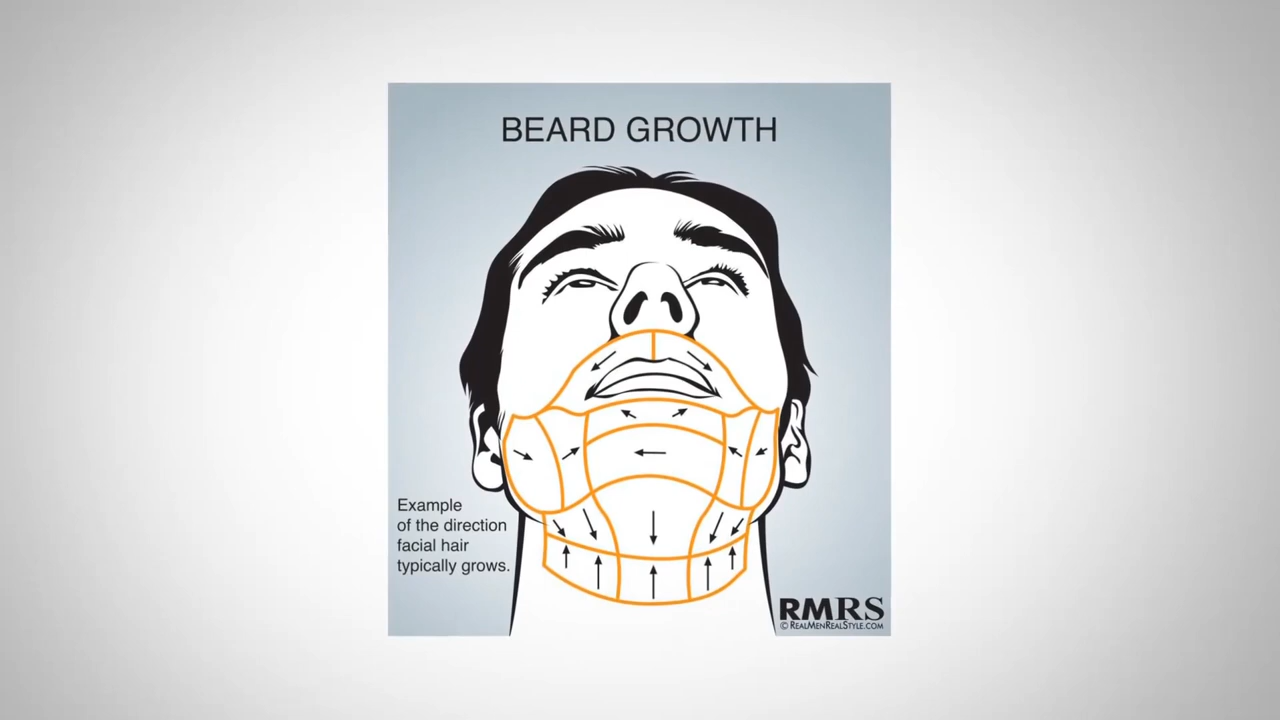 BEARD GROWTH
Example
of the direction
facial hair
typically grows.
RMRS
© REALMENREALSTYLE.COM